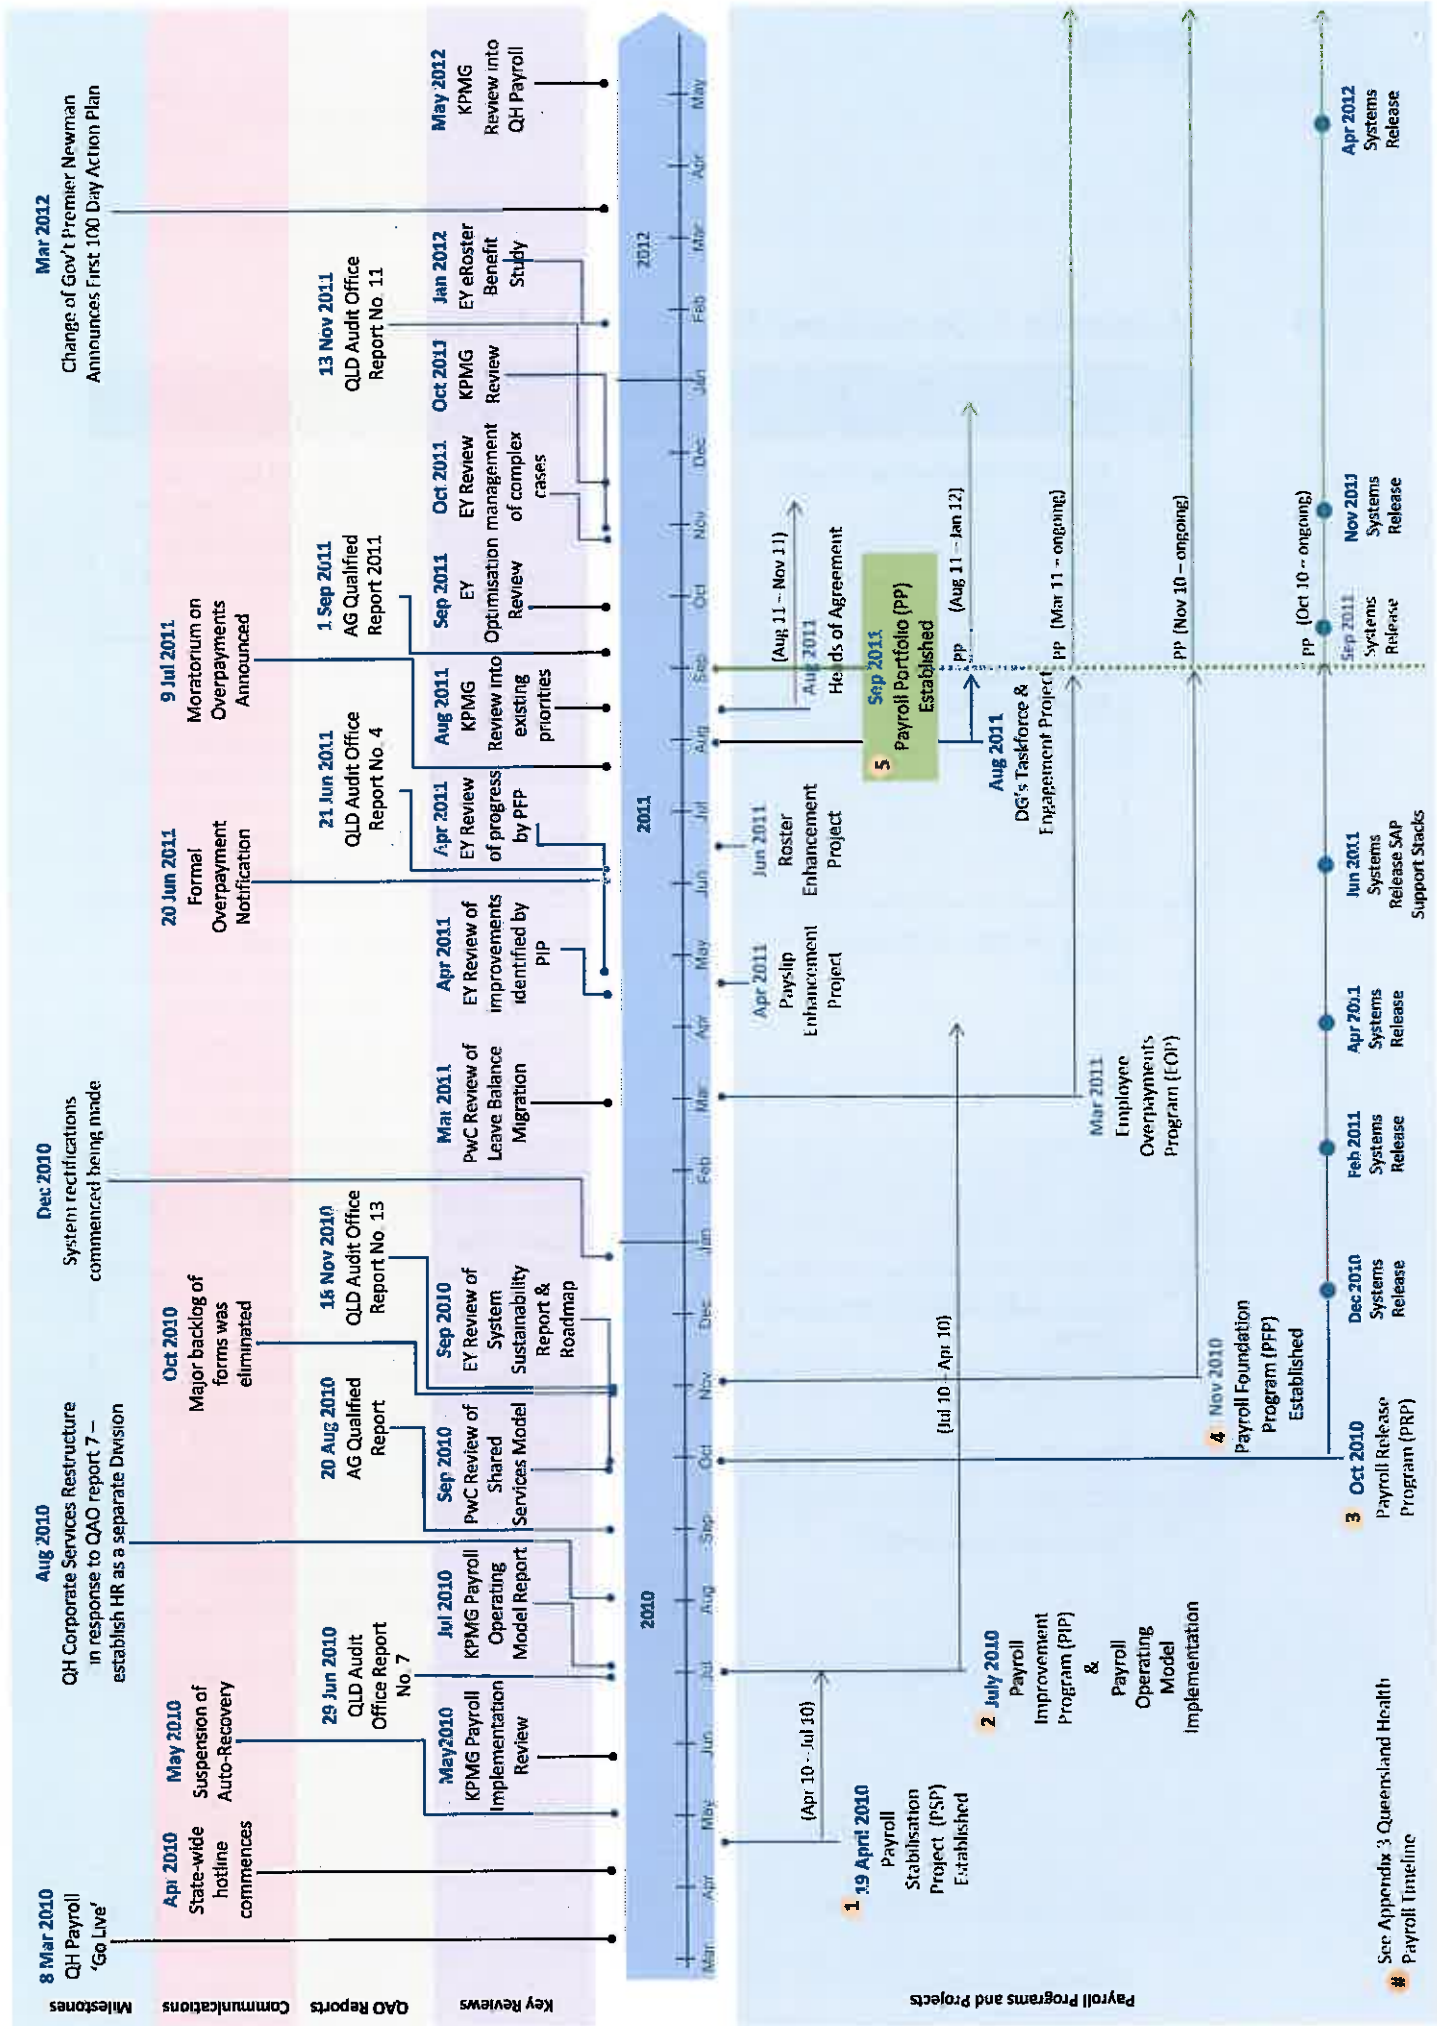 Milestones
8 Mar 2010
QH Payroll
'Go Live'
Aug 2010
QH Corporate Services Restructure
in response to QAO report 7 –
establish HR as a separate Division
Dec 2010
System rectifications
commenced being made
Mar 2012
Change of Gov't Premier Newman
Announces First 100 Day Action Plan
Communications
Apr 2010
State-wide
hotline
commences
May 2010
Suspension of
Auto-Recovery
Oct 2010
Major backlog of
forms was
eliminated
20 Jun 2011
Formal
Overpayment
Notification
9 Jul 2011
Moratorium on
Overpayments
Announced
QAO Reports
29 Jun 2010
QLD Audit
Office Report
No. 7
20 Aug 2010
AG Qualified
Report
QLD Audit Office
Report No. 13
21 Jun 2011
QLD Audit Office
Report No. 4
1 Sep 2011
AG Qualified
Report 2011
13 Nov 2011
QLD Audit Office
Report No. 11
Key Reviews
May2010
KPMG Payroll
Implementation
Review
Jul 2010
KPMG Payroll
Operating
Model Report
Sep 2010
PwC Review of
Shared
Services Model
Sep 2010
EY Review of
System
Sustainability
Report &
Roadmap
Mar 2011
PwC Review of
Leave Balance
Migration
Apr 2011
EY Review of
improvements
identified by
PIP
Apr 2011
EY Review
of progress
by PFP
Aug 2011
KPMG
Review into
existing
priorities
Sep 2011
EY
Optimisation
Review
Oct 2011
EY Review
management
of complex
cases
Oct 2011
KPMG
Review
Jan 2012
EY eRoster
Benefit
Study
May 2012
KPMG
Review into
QH Payroll
2010 2011 2012
Mar Apr May Jun Jul Aug Sep Oct Nov Dec Jan Feb Mar Apr May Jun Jul Aug Sep Oct Nov Dec Jan Feb Mar Apr May
Payroll Programs and Projects
(Apr 10 – Jul 10)
1 19 April 2010
Payroll
Stabilisation
Project (PSP)
Established
(Jul 10 – Apr 10)
2 July 2010
Payroll
Improvement
Program (PIP)
&
Payroll
Operating
Model
Implementation
3 Oct 2010
Payroll Release
Program (PRP)
4 Nov 2010
Payroll Foundation
Program (PFP)
Established
Mar 2011
Employee
Overpayments
Program (EOP)
Apr 2011
Payslip
Enhancement
Project
Jun 2011
Roster
Enhancement
Project
(Aug 11 – Nov 11)
Aug 2011
Heads of Agreement
5 Sep 2011
Payroll Portfolio (PP)
Established
Aug 2011
DG's Taskforce &
Engagement Project
PP (Aug 11 – Jan 12)
PP (Mar 11 – ongoing)
PP (Nov 10 – ongoing)
PP (Oct 10 – ongoing)
Dec 2010
Systems
Release
Feb 2011
Systems
Release
Apr 2011
Systems
Release
Jun 2011
Systems
Release SAP
Support Stacks
Sep 2011
Systems
Release
Nov 2011
Systems
Release
Apr 2012
Systems
Release
# See Appendix 3 Queensland Health
Payroll Timeline